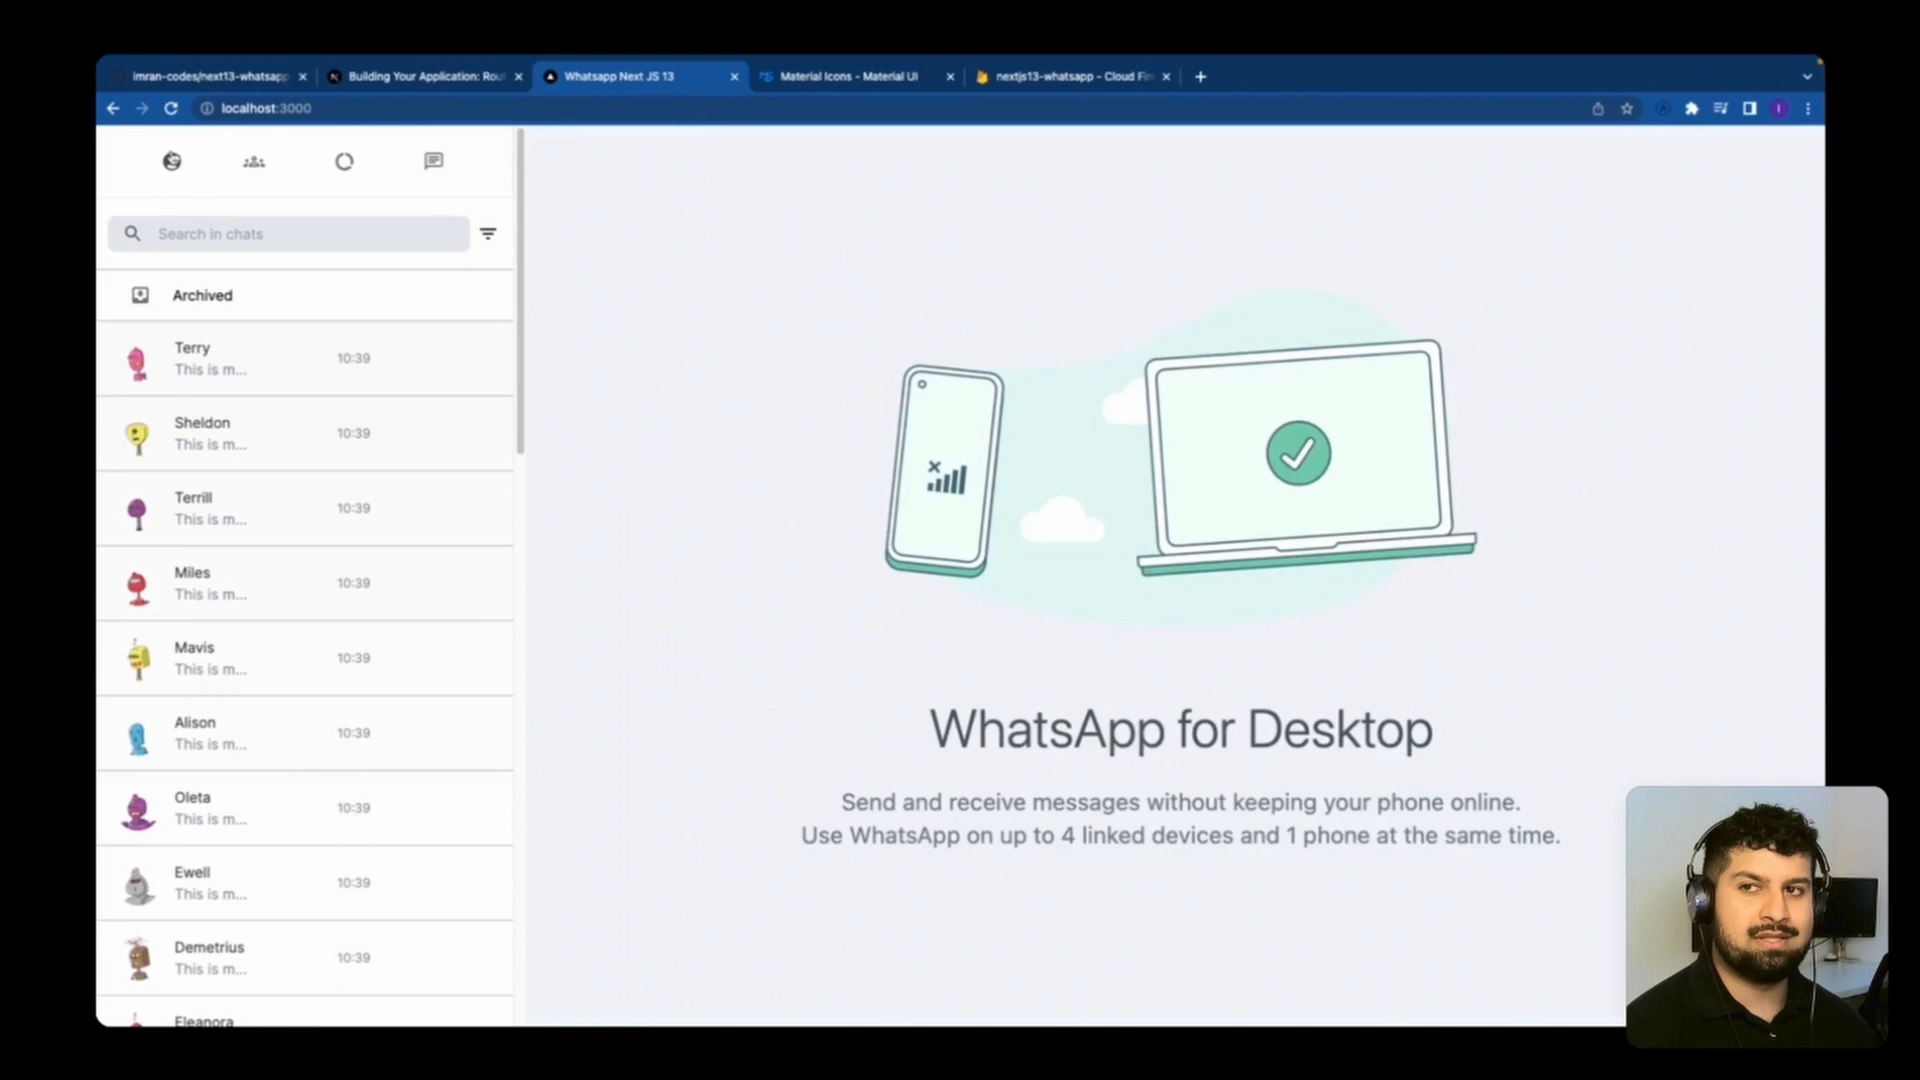 imran-codes/next13-whatsapp
Building Your Application: Rou
Whatsapp Next JS 13
Material Icons - Material UI
nextjs13-whatsapp - Cloud Fir
localhost:3000
Search in chats
Archived
Terry
This is m...
10:39
Sheldon
This is m...
10:39
Terrill
This is m...
10:39
Miles
This is m...
10:39
Mavis
This is m...
10:39
Alison
This is m...
10:39
Oleta
This is m...
10:39
Ewell
This is m...
10:39
Demetrius
This is m...
10:39
Eleanora
WhatsApp for Desktop
Send and receive messages without keeping your phone online.
Use WhatsApp on up to 4 linked devices and 1 phone at the same time.